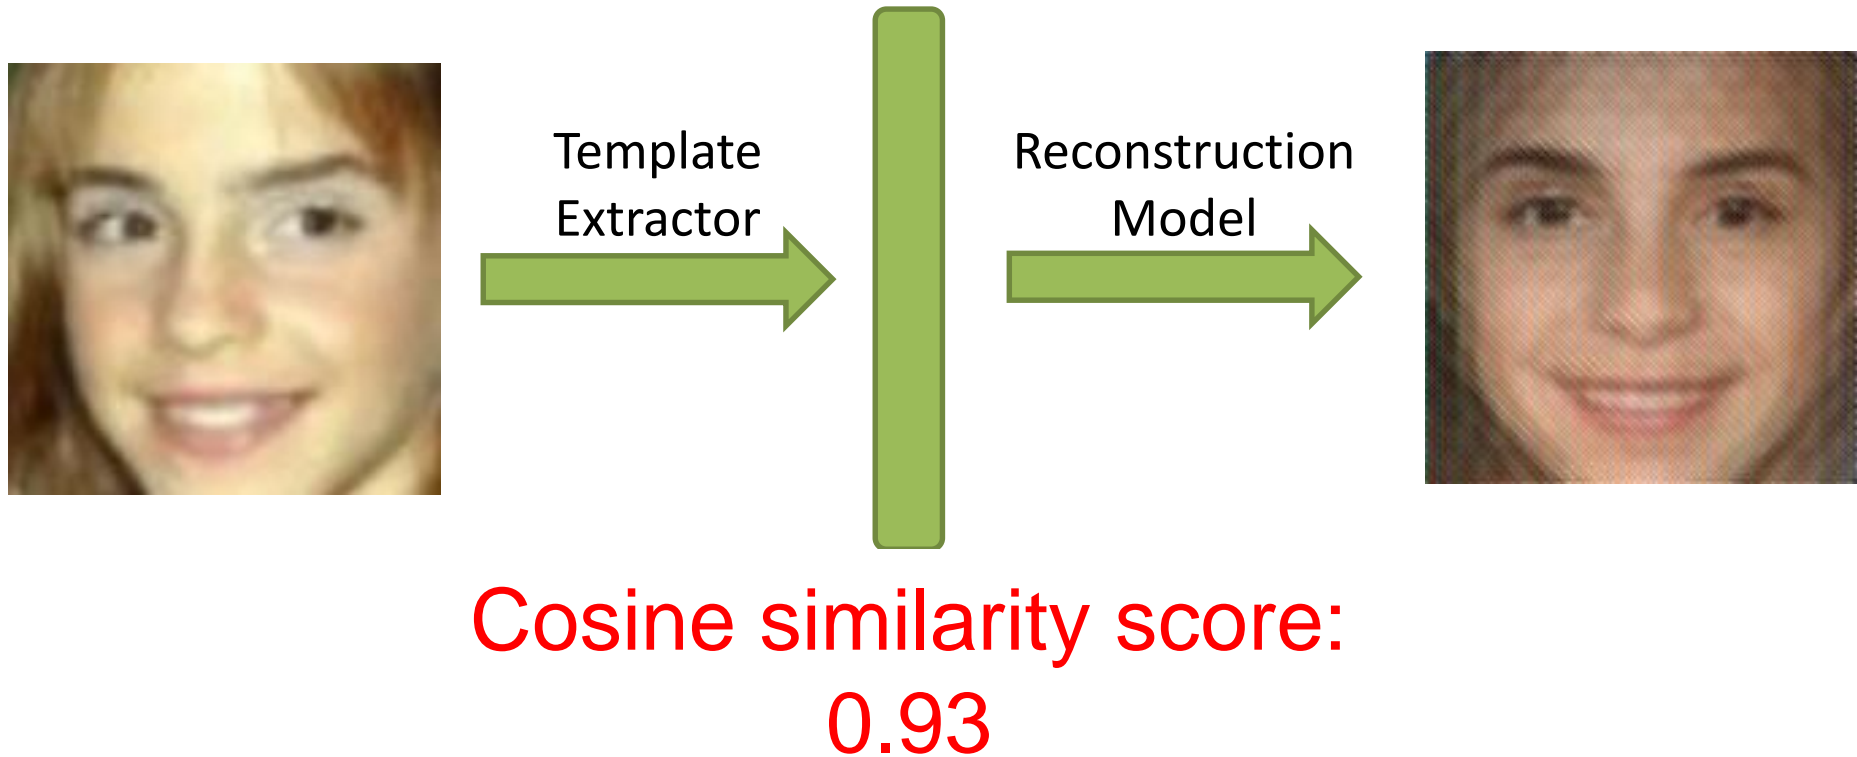 Template
Extractor
Reconstruction
Model
Cosine similarity score:
0.93